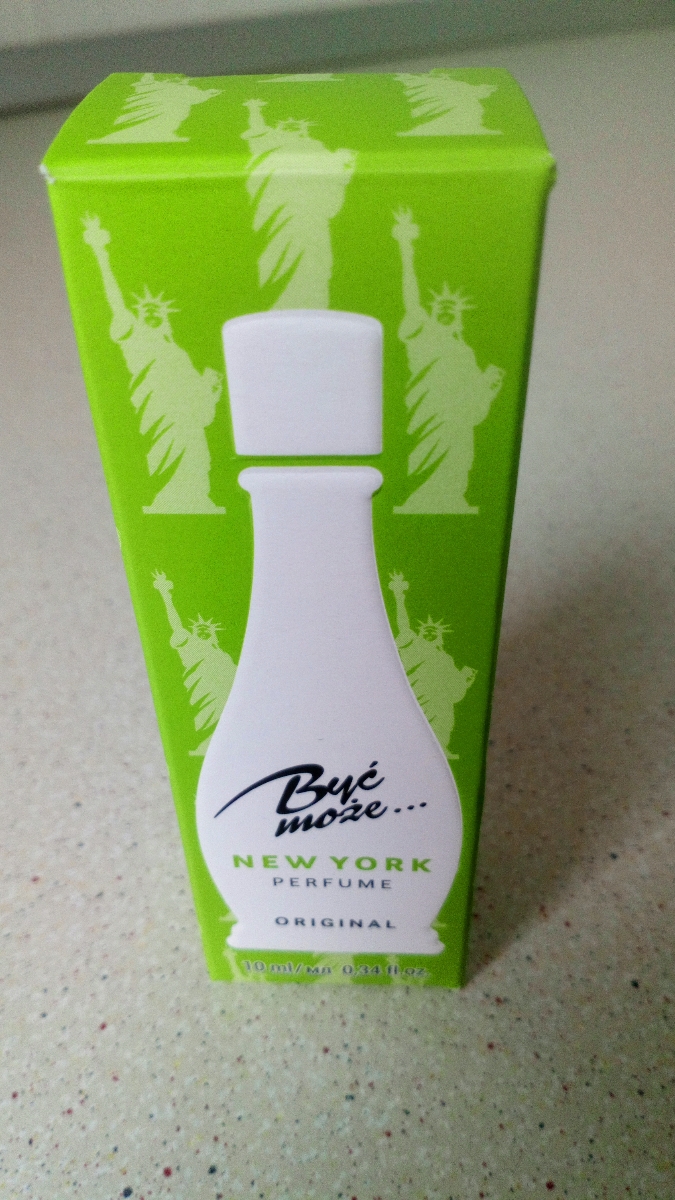 Być
może...
NEW YORK
PERFUME
ORIGINAL
10 ml/мл 0,34 fl oz